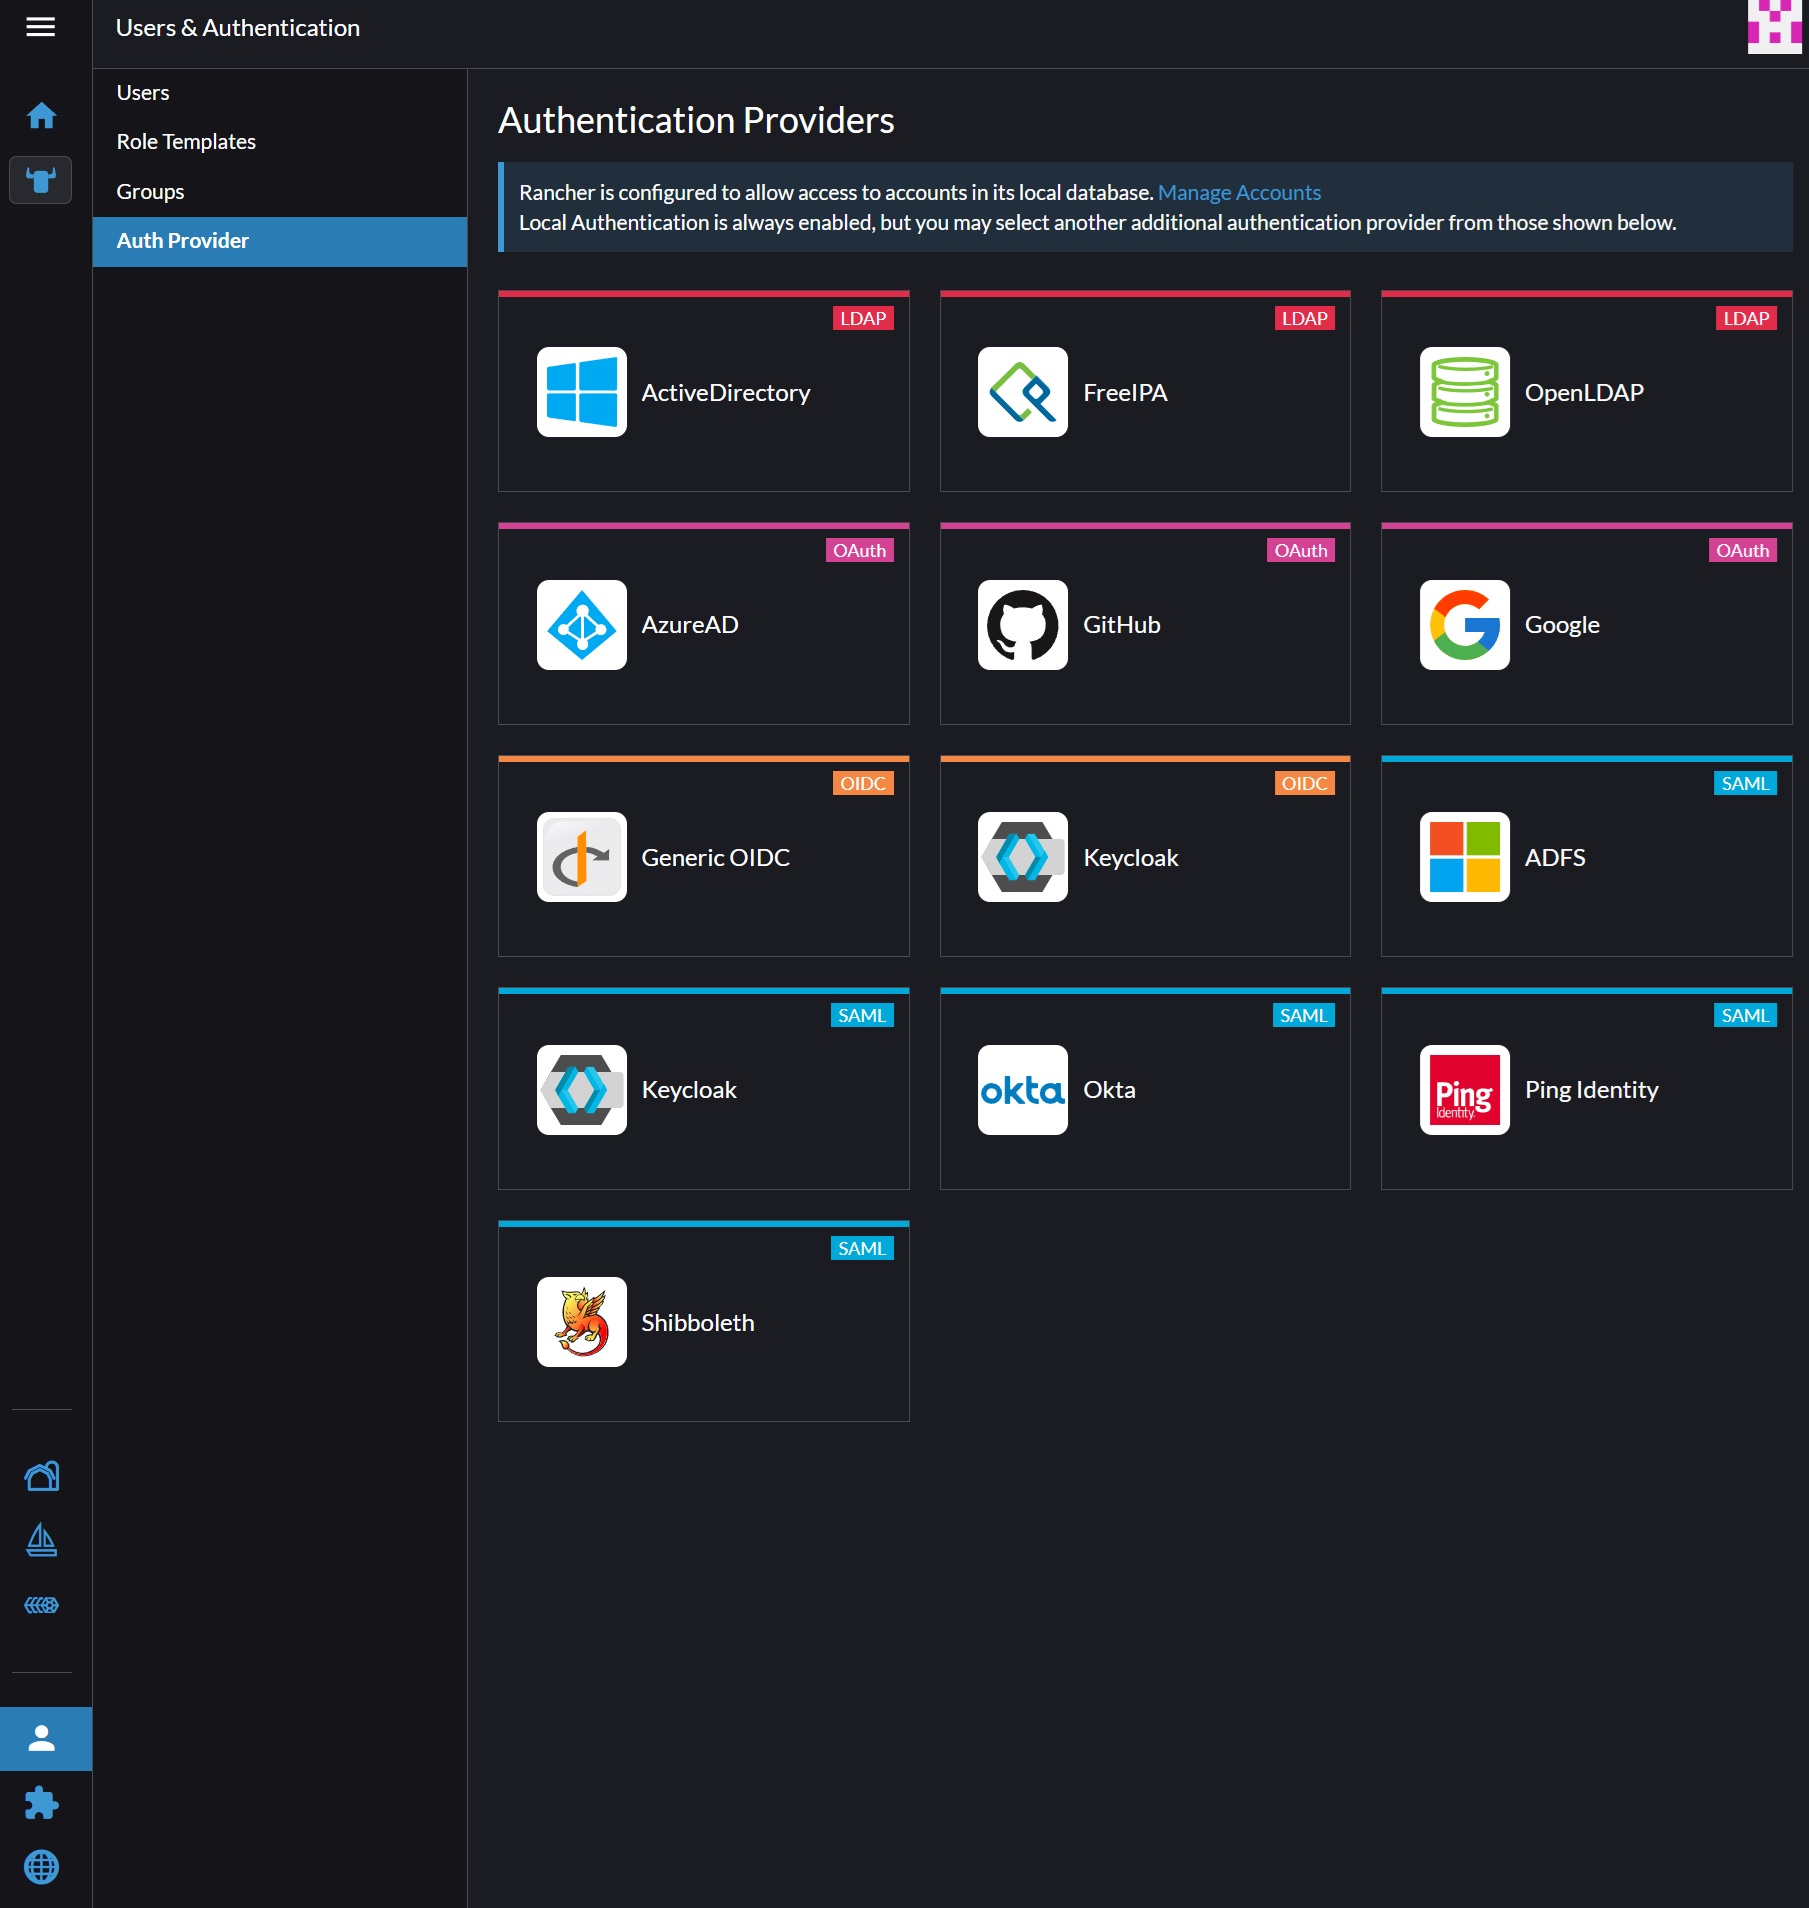 Users & Authentication
Users
Role Templates
Groups
Auth Provider
Authentication Providers
Rancher is configured to allow access to accounts in its local database. Manage Accounts
Local Authentication is always enabled, but you may select another additional authentication provider from those shown below.
LDAP
ActiveDirectory
LDAP
FreeIPA
LDAP
OpenLDAP
OAuth
AzureAD
OAuth
GitHub
OAuth
Google
OIDC
Generic OIDC
OIDC
Keycloak
SAML
ADFS
SAML
Keycloak
SAML
okta
Okta
SAML
Ping
Identity
Ping Identity
SAML
Shibboleth